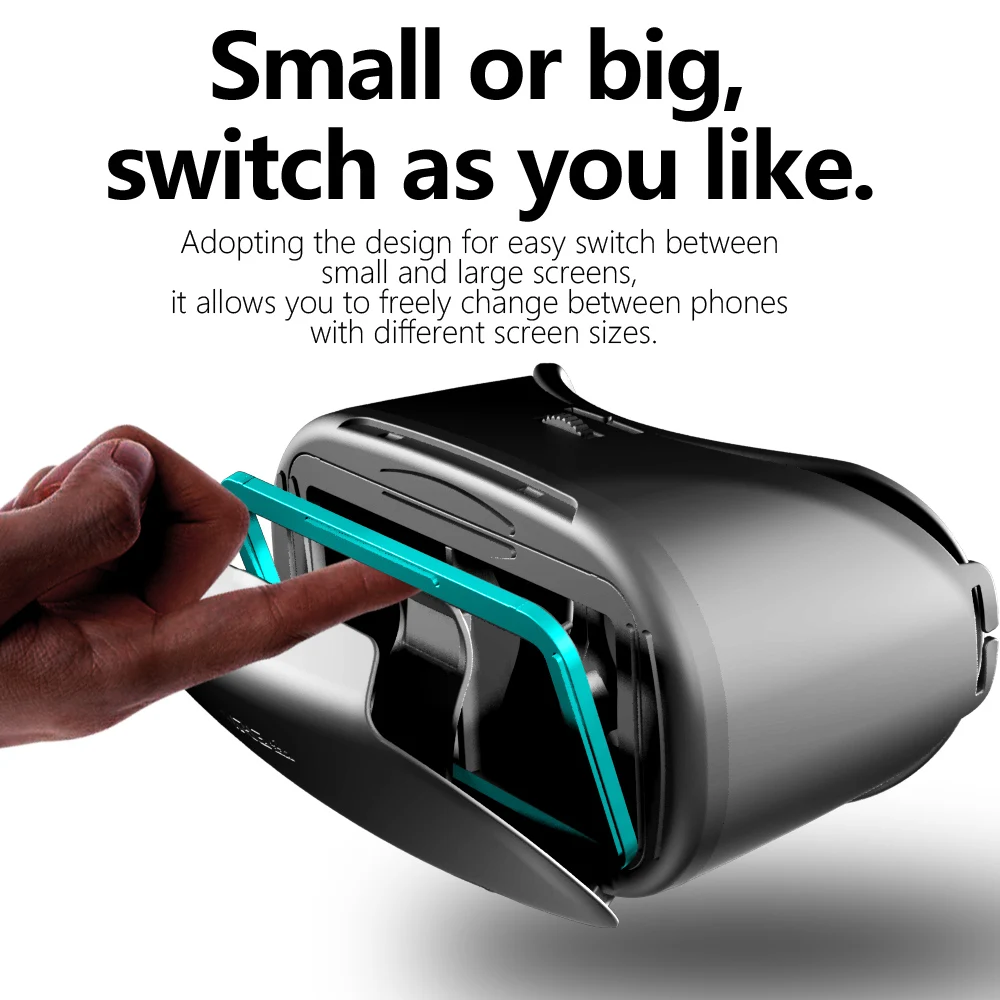 Small or big,
switch as you like.
Adopting the design for easy switch between
small and large screens,
it allows you to freely change between phones
with different screen sizes.